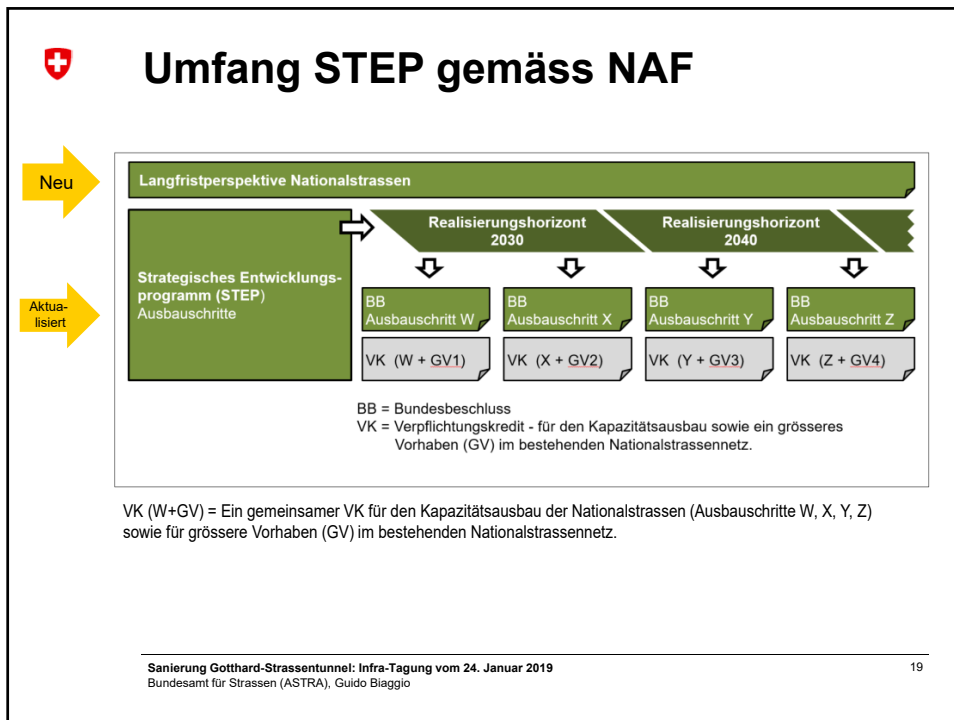 Umfang STEP gemäss NAF
Neu
Langfristperspektive Nationalstrassen
Realisierungshorizont
2030
Realisierungshorizont
2040
Strategisches Entwicklungs-
programm (STEP)
Ausbauschritte
Aktua-
lisiert
BB
Ausbauschritt W
BB
Ausbauschritt X
BB
Ausbauschritt Y
BB
Ausbauschritt Z
VK (W + GV1)
VK (X + GV2)
VK (Y + GV3)
VK (Z + GV4)
BB = Bundesbeschluss
VK = Verpflichtungskredit - für den Kapazitätsausbau sowie ein grösseres
Vorhaben (GV) im bestehenden Nationalstrassennetz.
VK (W+GV) = Ein gemeinsamer VK für den Kapazitätsausbau der Nationalstrassen (Ausbauschritte W, X, Y, Z)
sowie für grössere Vorhaben (GV) im bestehenden Nationalstrassennetz.
Sanierung Gotthard-Strassentunnel: Infra-Tagung vom 24. Januar 2019
Bundesamt für Strassen (ASTRA), Guido Biaggio
19